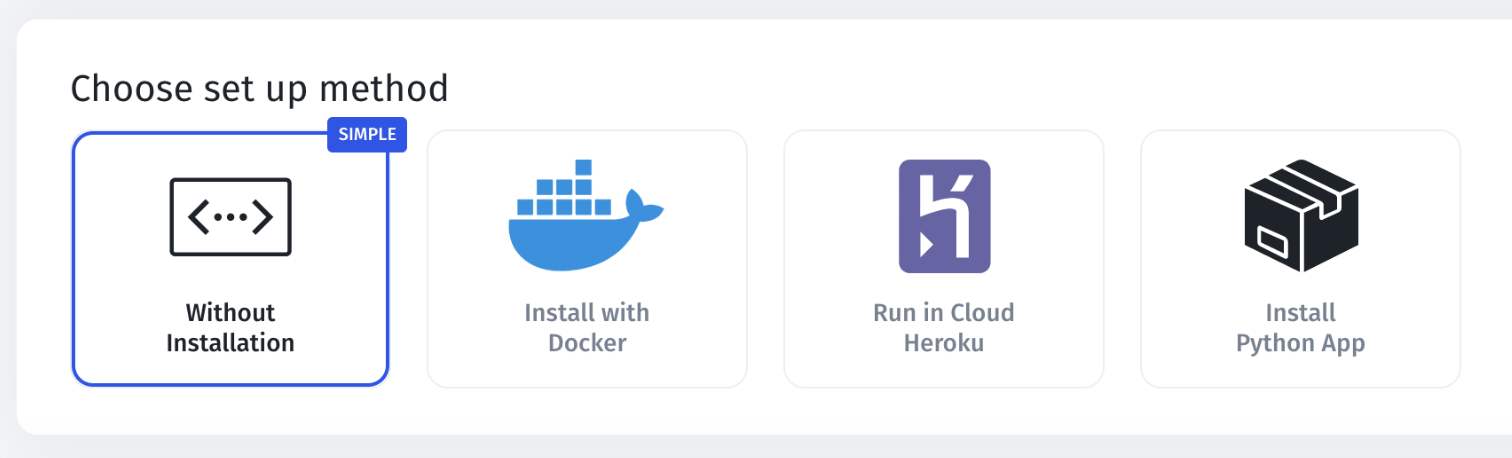 Choose set up method
SIMPLE
Without
Installation
Install with
Docker
Run in Cloud
Heroku
Install
Python App